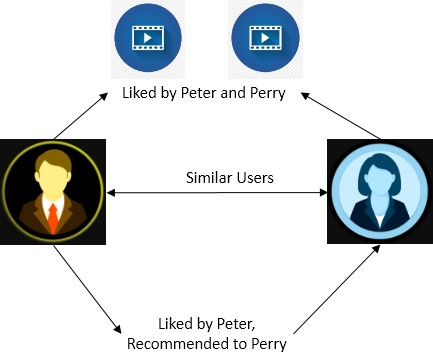 Liked by Peter and Perry
Similar Users
Liked by Peter,
Recommended to Perry